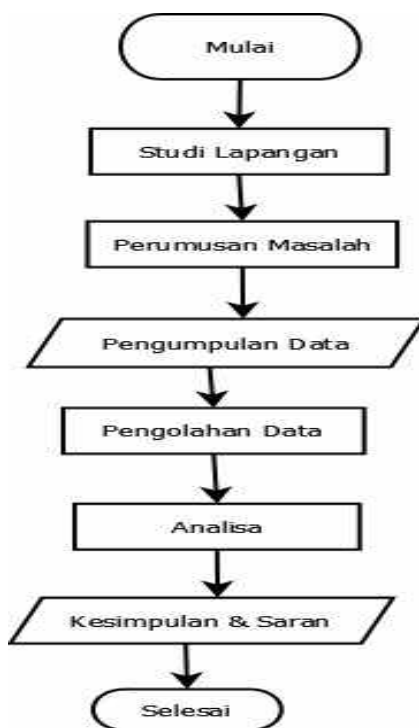 Mulai
Studi Lapangan
Perumusan Masalah
Pengumpulan Data
Pengolahan Data
Analisa
Kesimpulan & Saran
Selesai